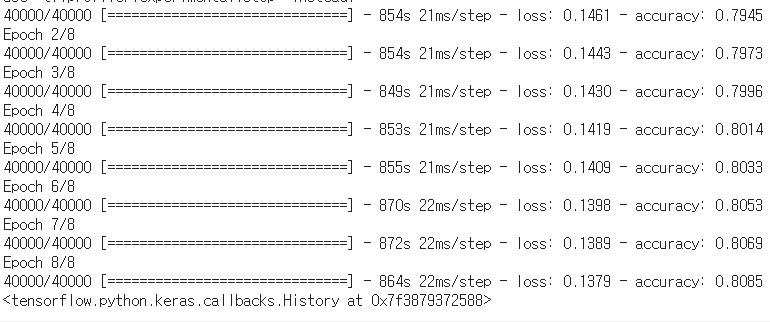 40000/40000 [==============================] - 854s 21ms/step - loss: 0.1461 - accuracy: 0.7945
Epoch 2/8
40000/40000 [==============================] - 854s 21ms/step - loss: 0.1443 - accuracy: 0.7973
Epoch 3/8
40000/40000 [==============================] - 849s 21ms/step - loss: 0.1430 - accuracy: 0.7996
Epoch 4/8
40000/40000 [==============================] - 853s 21ms/step - loss: 0.1419 - accuracy: 0.8014
Epoch 5/8
40000/40000 [==============================] - 855s 21ms/step - loss: 0.1409 - accuracy: 0.8033
Epoch 6/8
40000/40000 [==============================] - 870s 22ms/step - loss: 0.1398 - accuracy: 0.8053
Epoch 7/8
40000/40000 [==============================] - 872s 22ms/step - loss: 0.1389 - accuracy: 0.8069
Epoch 8/8
40000/40000 [==============================] - 864s 22ms/step - loss: 0.1379 - accuracy: 0.8085
<tensorflow.python.keras.callbacks.History at 0x7f3879372588>